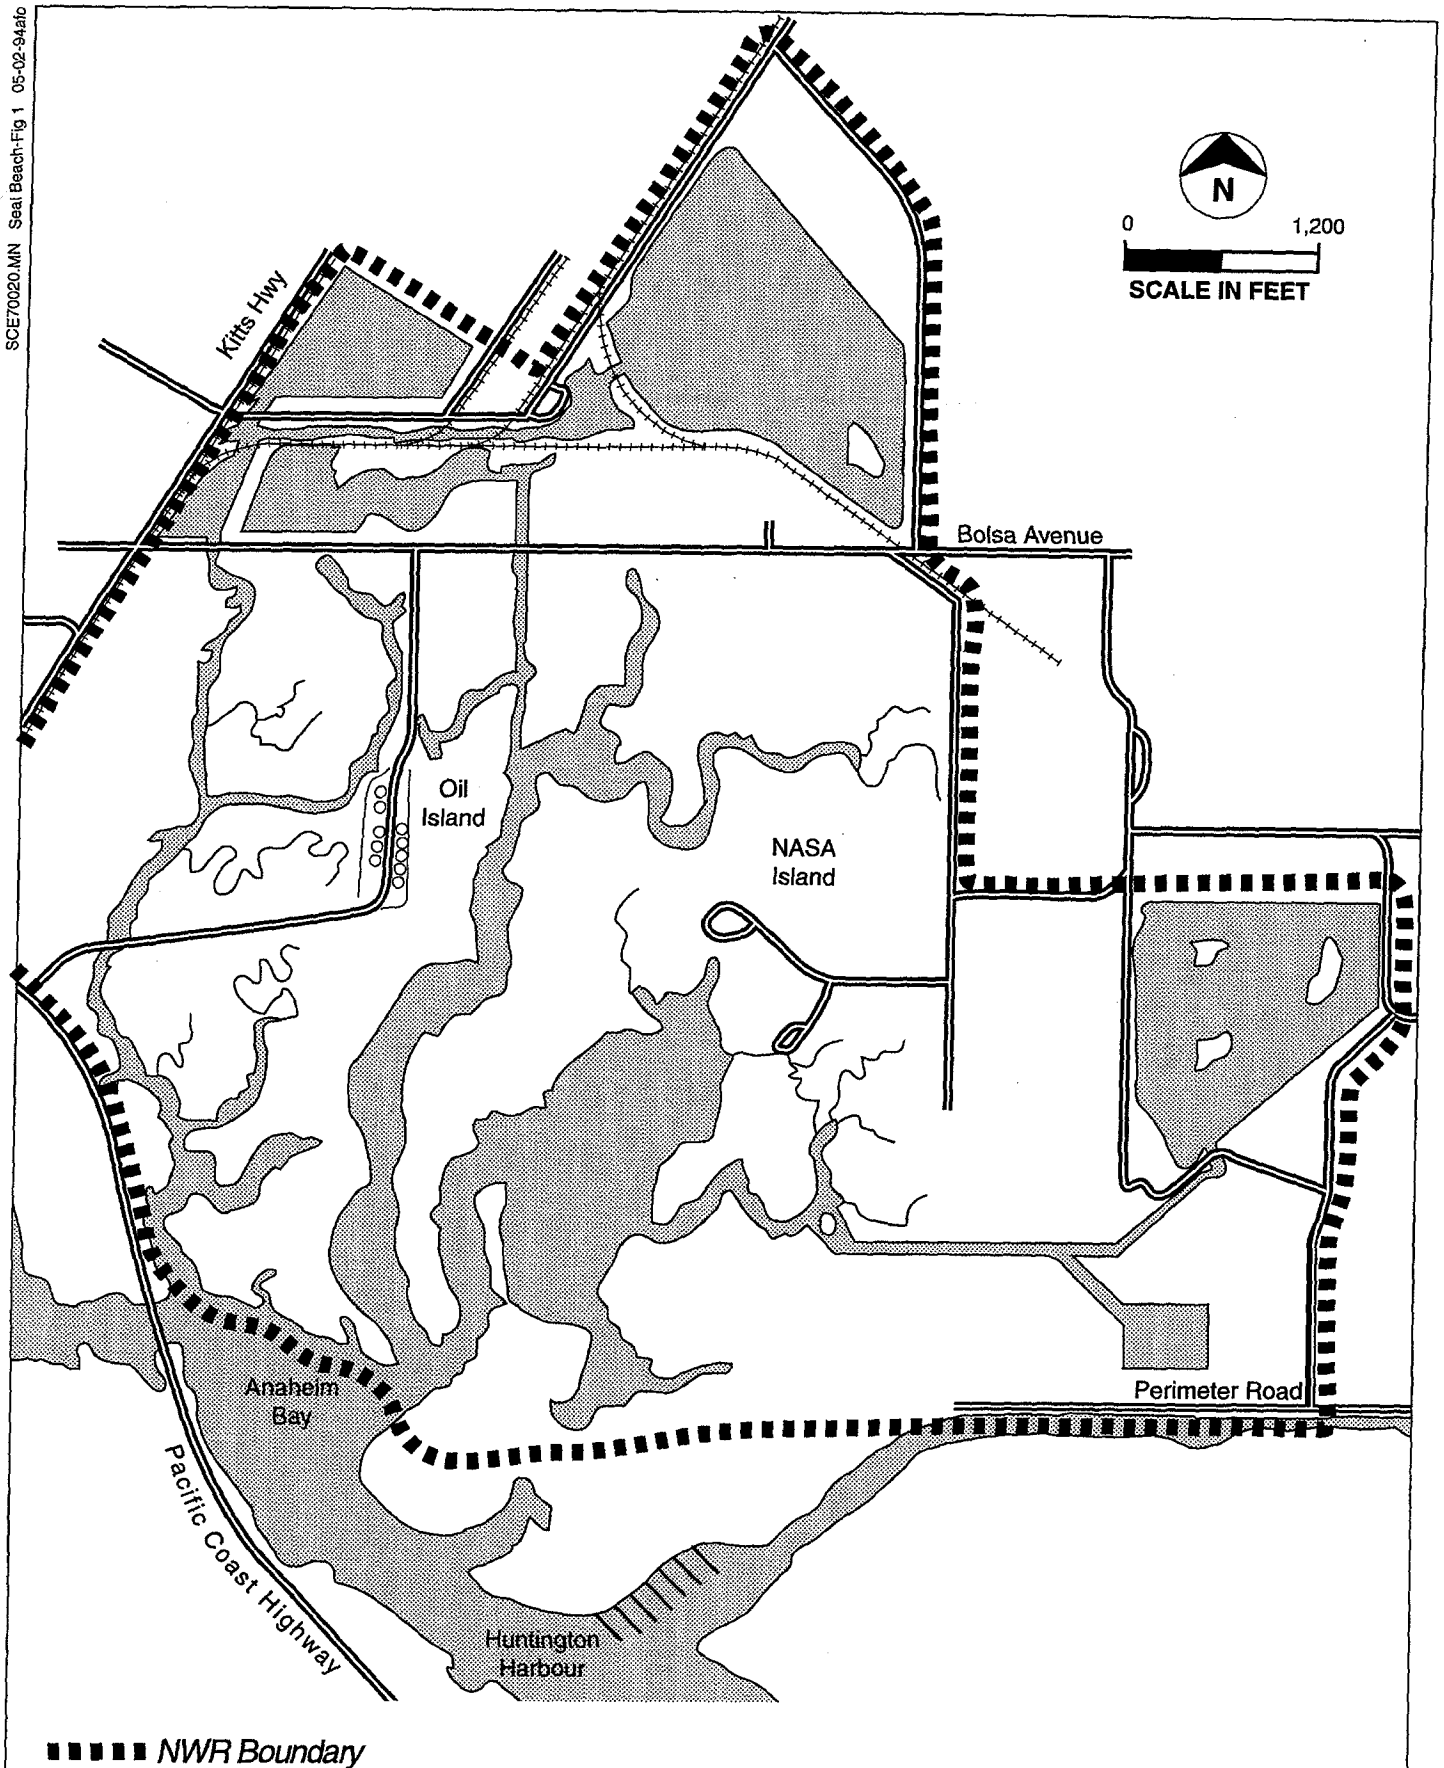 SCE70020.MN Seal Beach-Fig 1 05-02-94afo
N
0 1,200
SCALE IN FEET
Kitts Hwy
Bolsa Avenue
Oil
Island
NASA
Island
Perimeter Road
Anaheim
Bay
Pacific Coast Highway
Huntington
Harbour
NWR Boundary